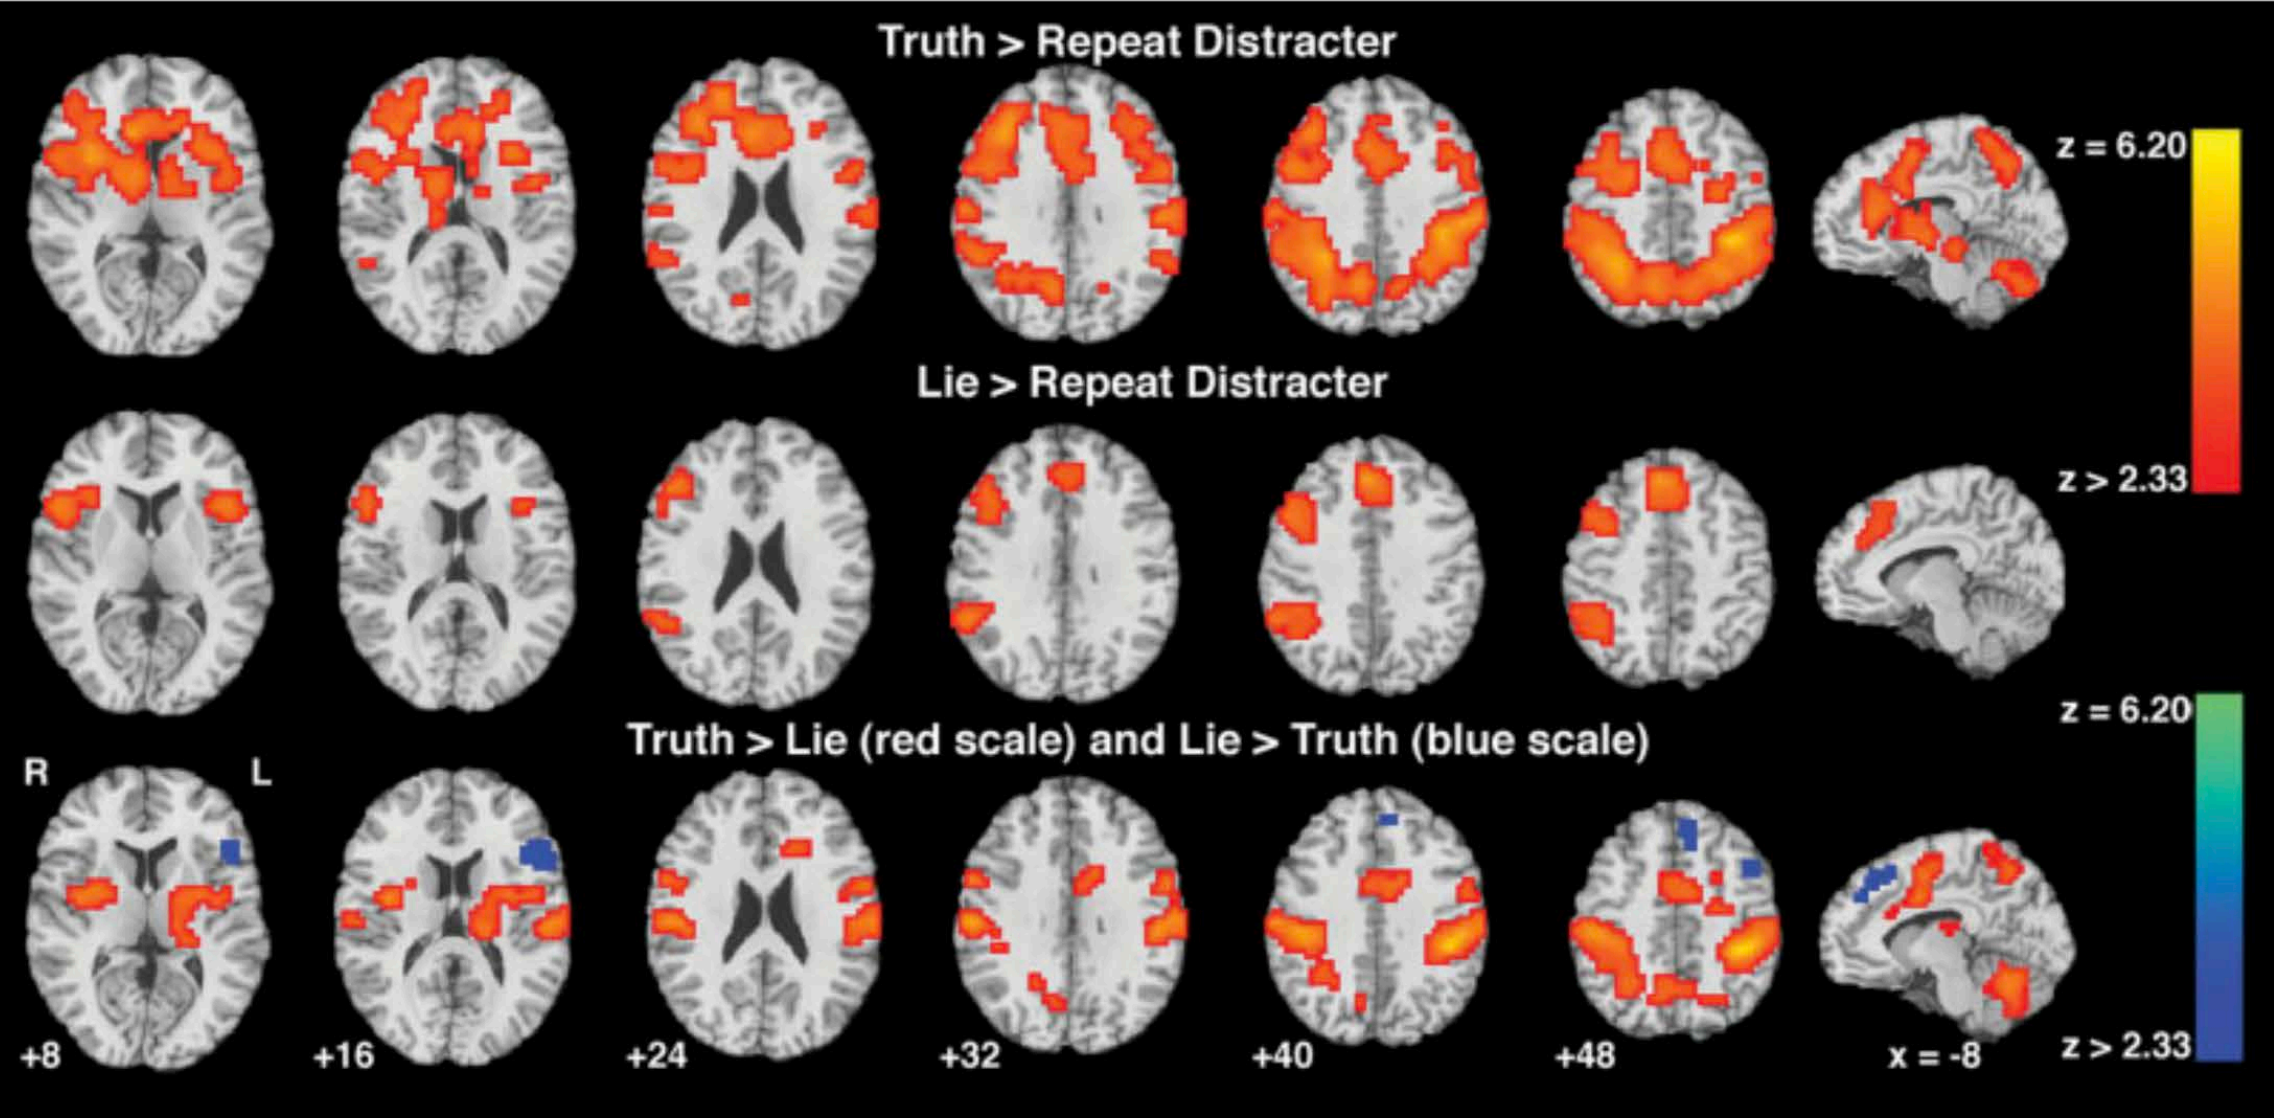 Truth > Repeat Distracter
z = 6.20
Lie > Repeat Distracter
z > 2.33
z = 6.20
Truth > Lie (red scale) and Lie > Truth (blue scale)
R L
+8 +16 +24 +32 +40 +48 x = -8 z > 2.33